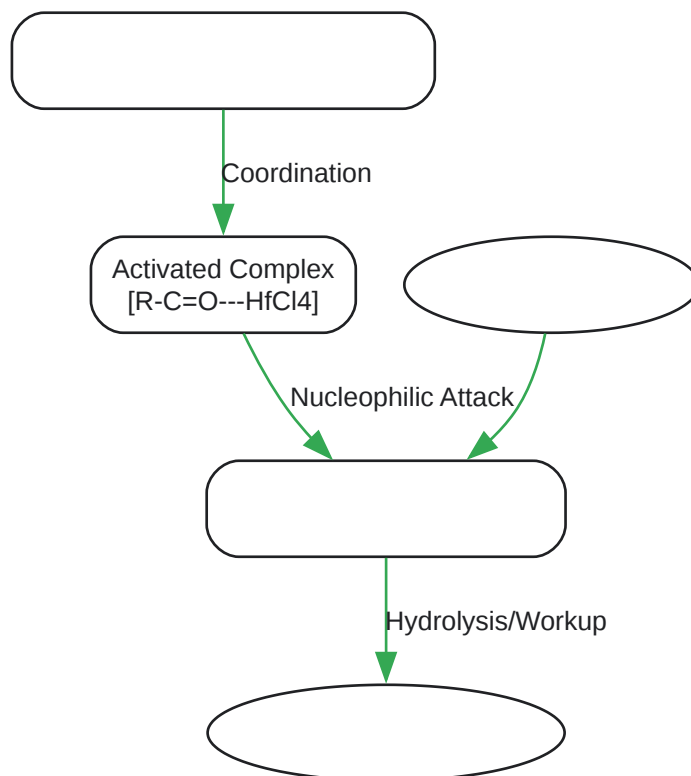 Coordination
Activated Complex
[R-C=O---HfCl4]
Nucleophilic Attack
Hydrolysis/Workup